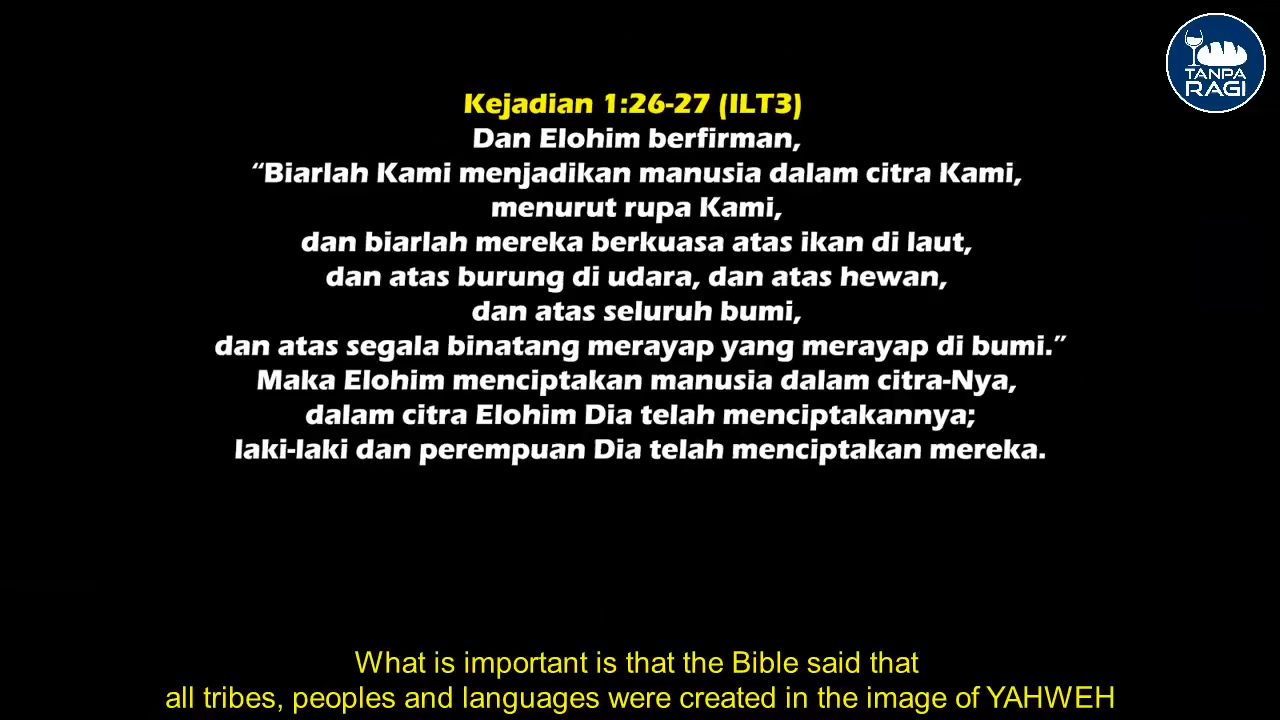 TANPA
RAGI
Kejadian 1:26-27 (ILT3)
Dan Elohim berfirman,
“Biarlah Kami menjadikan manusia dalam citra Kami,
menurut rupa Kami,
dan biarlah mereka berkuasa atas ikan di laut,
dan atas burung di udara, dan atas hewan,
dan atas seluruh bumi,
dan atas segala binatang merayap yang merayap di bumi.”
Maka Elohim menciptakan manusia dalam citra-Nya,
dalam citra Elohim Dia telah menciptakannya;
laki-laki dan perempuan Dia telah menciptakan mereka.
What is important is that the Bible said that
all tribes, peoples and languages were created in the image of YAHWEH